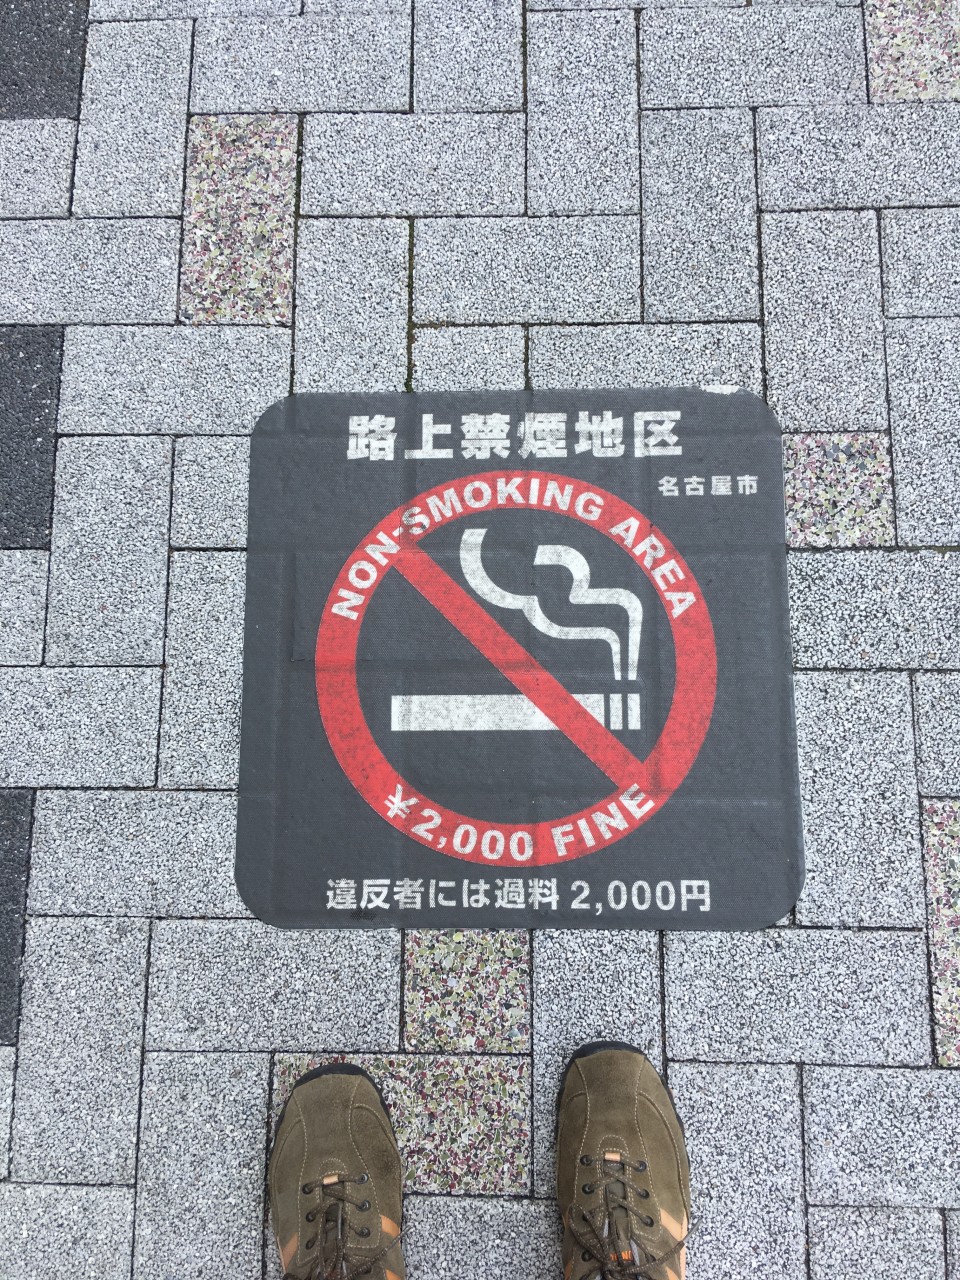 路上禁煙地区
名古屋市
NON-SMOKING AREA
¥2,000 FINE
違反者には過料 2,000円